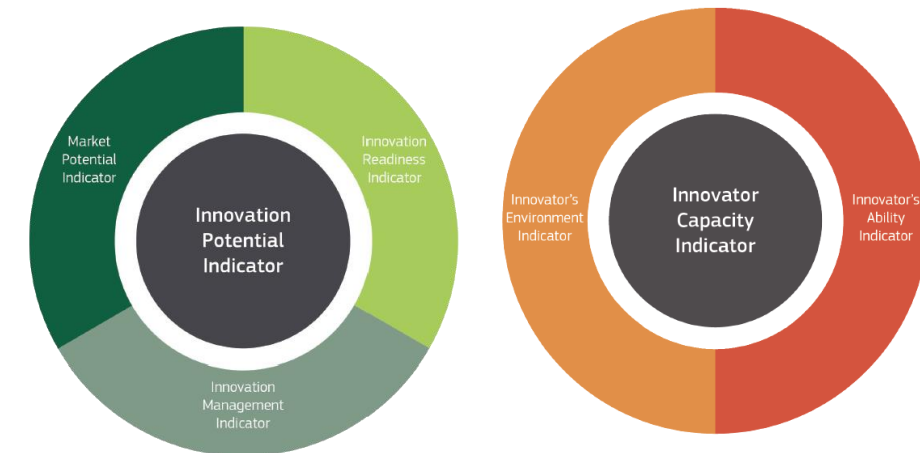 Market
Potential
Indicator
Innovation
Readiness
Indicator
Innovation
Potential
Indicator
Innovation
Management
Indicator
Innovator's
Environment
Indicator
Innovator
Capacity
Indicator
Innovator's
Ability
Indicator